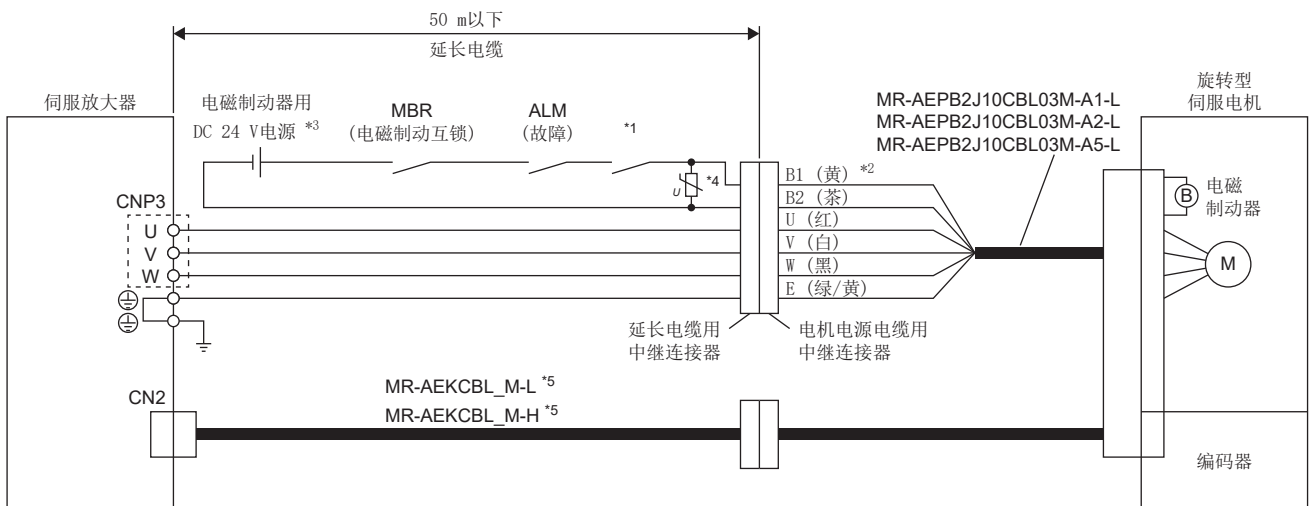 50 m以下
延长电缆
伺服放大器
电磁制动器用
DC 24 V电源 *3
MBR
(电磁制动互锁)
ALM
(故障)
*1
U
*4
MR-AEPB2J10CBL03M-A1-L
MR-AEPB2J10CBL03M-A2-L
MR-AEPB2J10CBL03M-A5-L
旋转型
伺服电机
CNP3
U
V
W
B1 (黄) *2
B2 (茶)
U (红)
V (白)
W (黑)
E (绿/黄)
B
电磁
制动器
M
延长电缆用
中继连接器
电机电源电缆用
中继连接器
CN2
MR-AEKCBL_M-L *5
MR-AEKCBL_M-H *5
编码器